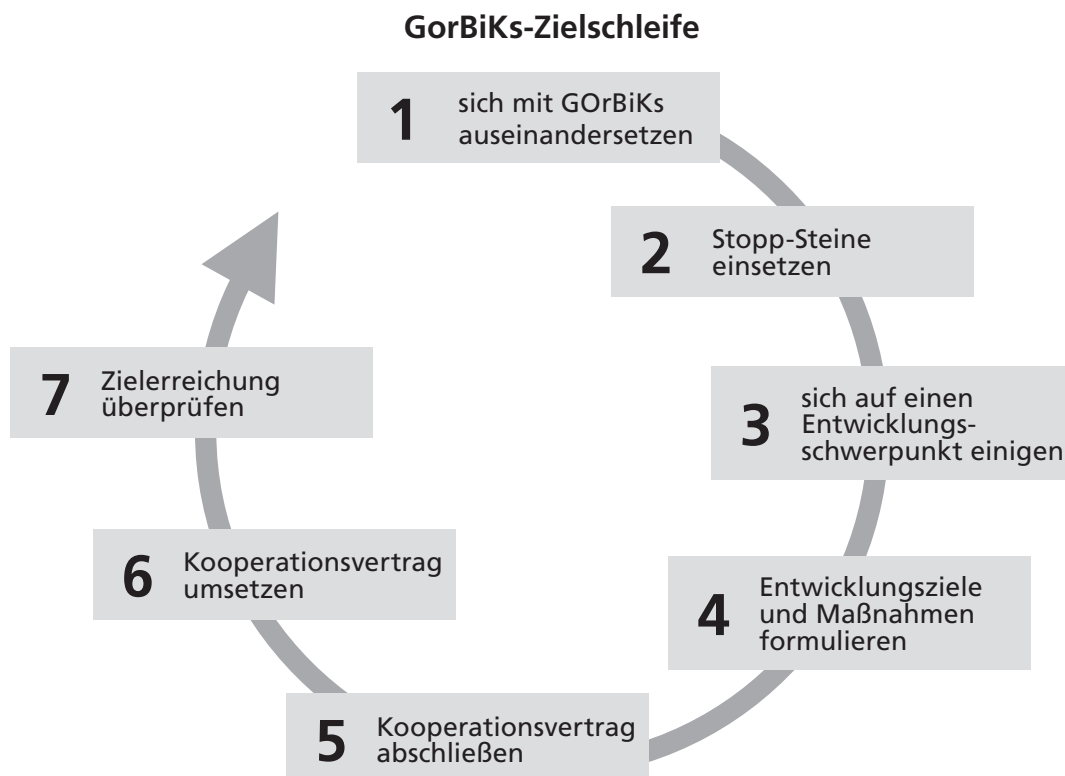 GorBiKs-Zielschleife
1
sich mit GOrBiKs
auseinandersetzen
2
Stopp-Steine
einsetzen
3
sich auf einen
Entwicklungs-
schwerpunkt einigen
4
Entwicklungsziele
und Maßnahmen
formulieren
5
Kooperationsvertrag
abschließen
6
Kooperationsvertrag
umsetzen
7
Zielerreichung
überprüfen